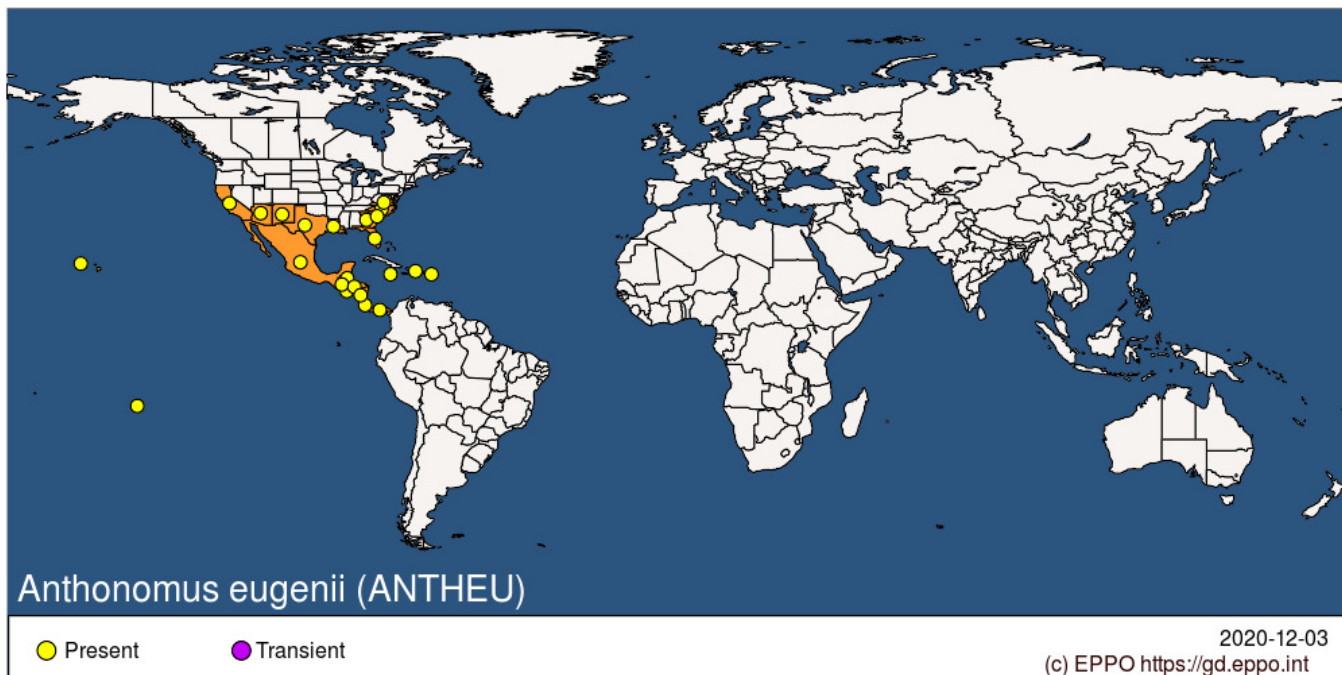 Anthonomus eugenii (ANTHEU)
Present
Transient
2020-12-03
(c) EPPO https://gd.eppo.int